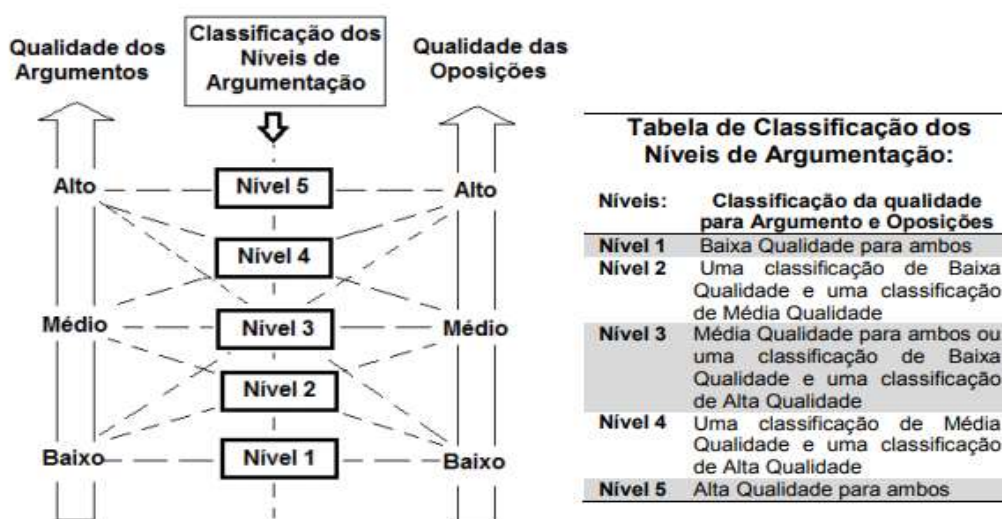 Qualidade dos
Argumentos
Classificação dos
Níveis de
Argumentação
Qualidade das
Oposições
Alto
Nível 5
Alto
Nível 4
Médio
Nível 3
Médio
Nível 2
Baixo
Nível 1
Baixo
Tabela de Classificação dos
Níveis de Argumentação:
Níveis: Classificação da qualidade
para Argumento e Oposições
Nível 1 Baixa Qualidade para ambos
Nível 2 Uma classificação de Baixa
Qualidade e uma classificação
de Média Qualidade
Nível 3 Média Qualidade para ambos ou
uma classificação de Baixa
Qualidade e uma classificação
de Alta Qualidade
Nível 4 Uma classificação de Média
Qualidade e uma classificação
de Alta Qualidade
Nível 5 Alta Qualidade para ambos